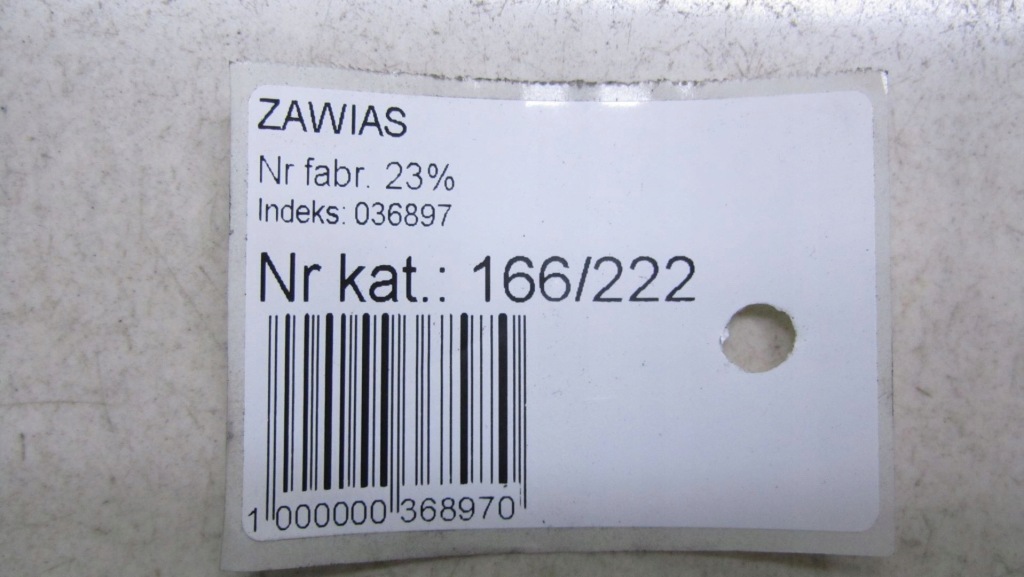 ZAWIAS
Nr fabr. 23%
Indeks: 036897
Nr kat.: 166/222
1 000000 368970